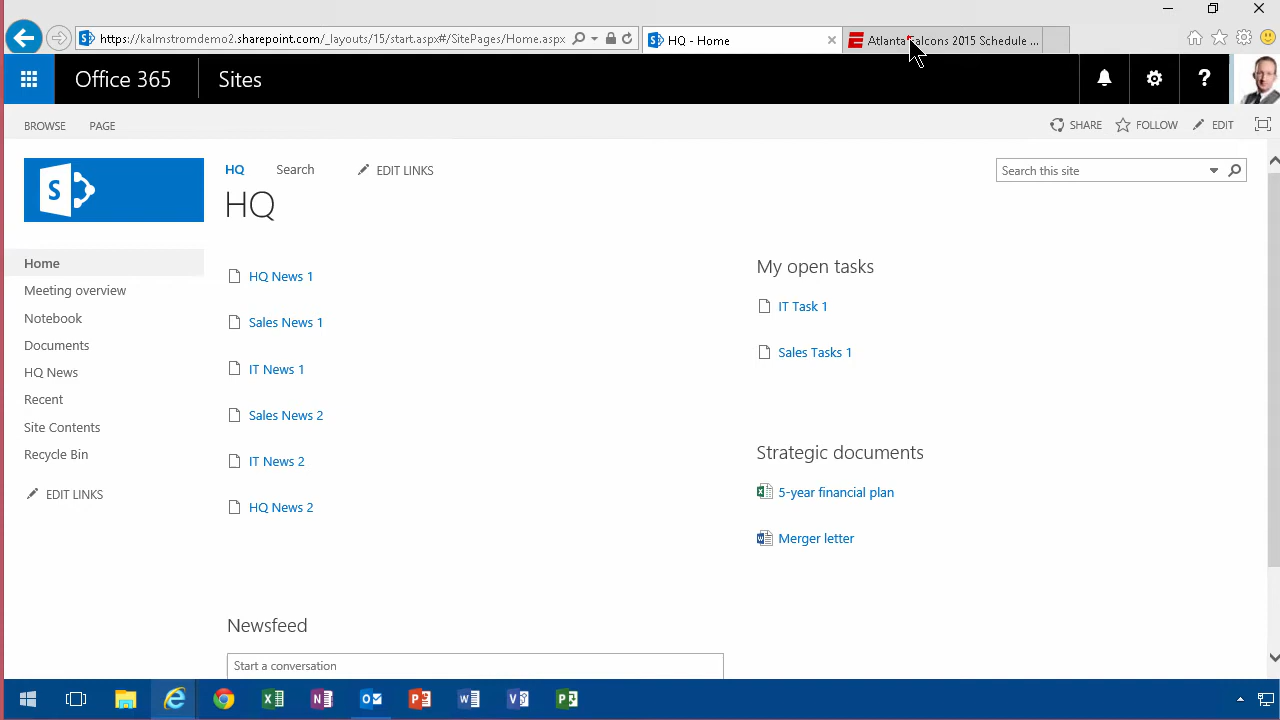 https://kalmstromdemo2.sharepoint.com/_layouts/15/start.aspx#/SitePages/Home.aspx
HQ - Home
Atlanta Falcons 2015 Schedule ...
Office 365
Sites
BROWSE
PAGE
SHARE
FOLLOW
EDIT
HQ
Search
EDIT LINKS
Search this site
HQ
Home
Meeting overview
Notebook
Documents
HQ News
Recent
Site Contents
Recycle Bin
EDIT LINKS
HQ News 1
Sales News 1
IT News 1
Sales News 2
IT News 2
HQ News 2
My open tasks
IT Task 1
Sales Tasks 1
Strategic documents
5-year financial plan
Merger letter
Newsfeed
Start a conversation